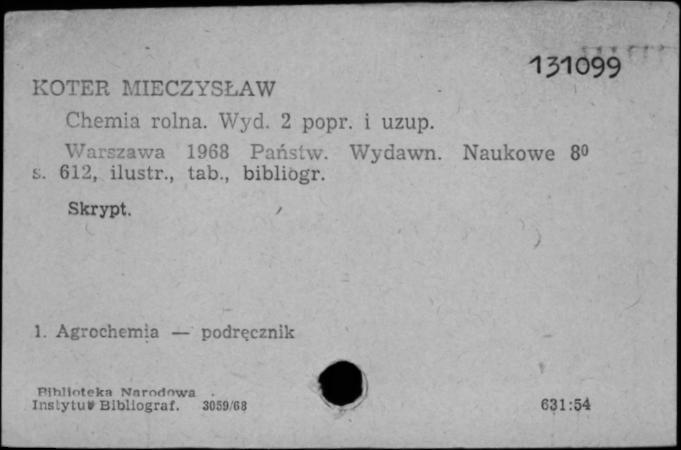 131099
KOTER MIECZYSŁAW
Chemia rolna. Wyd. 2 popr. i uzup.
Warszawa 1968 Państw. Wydawn. Naukowe 8⁰
s. 612, ilustr., tab., bibliogr.
Skrypt.
1. Agrochemia — podręcznik
Biblioteka Narodowa
Instytut Bibliograf. 3059/68
631:54